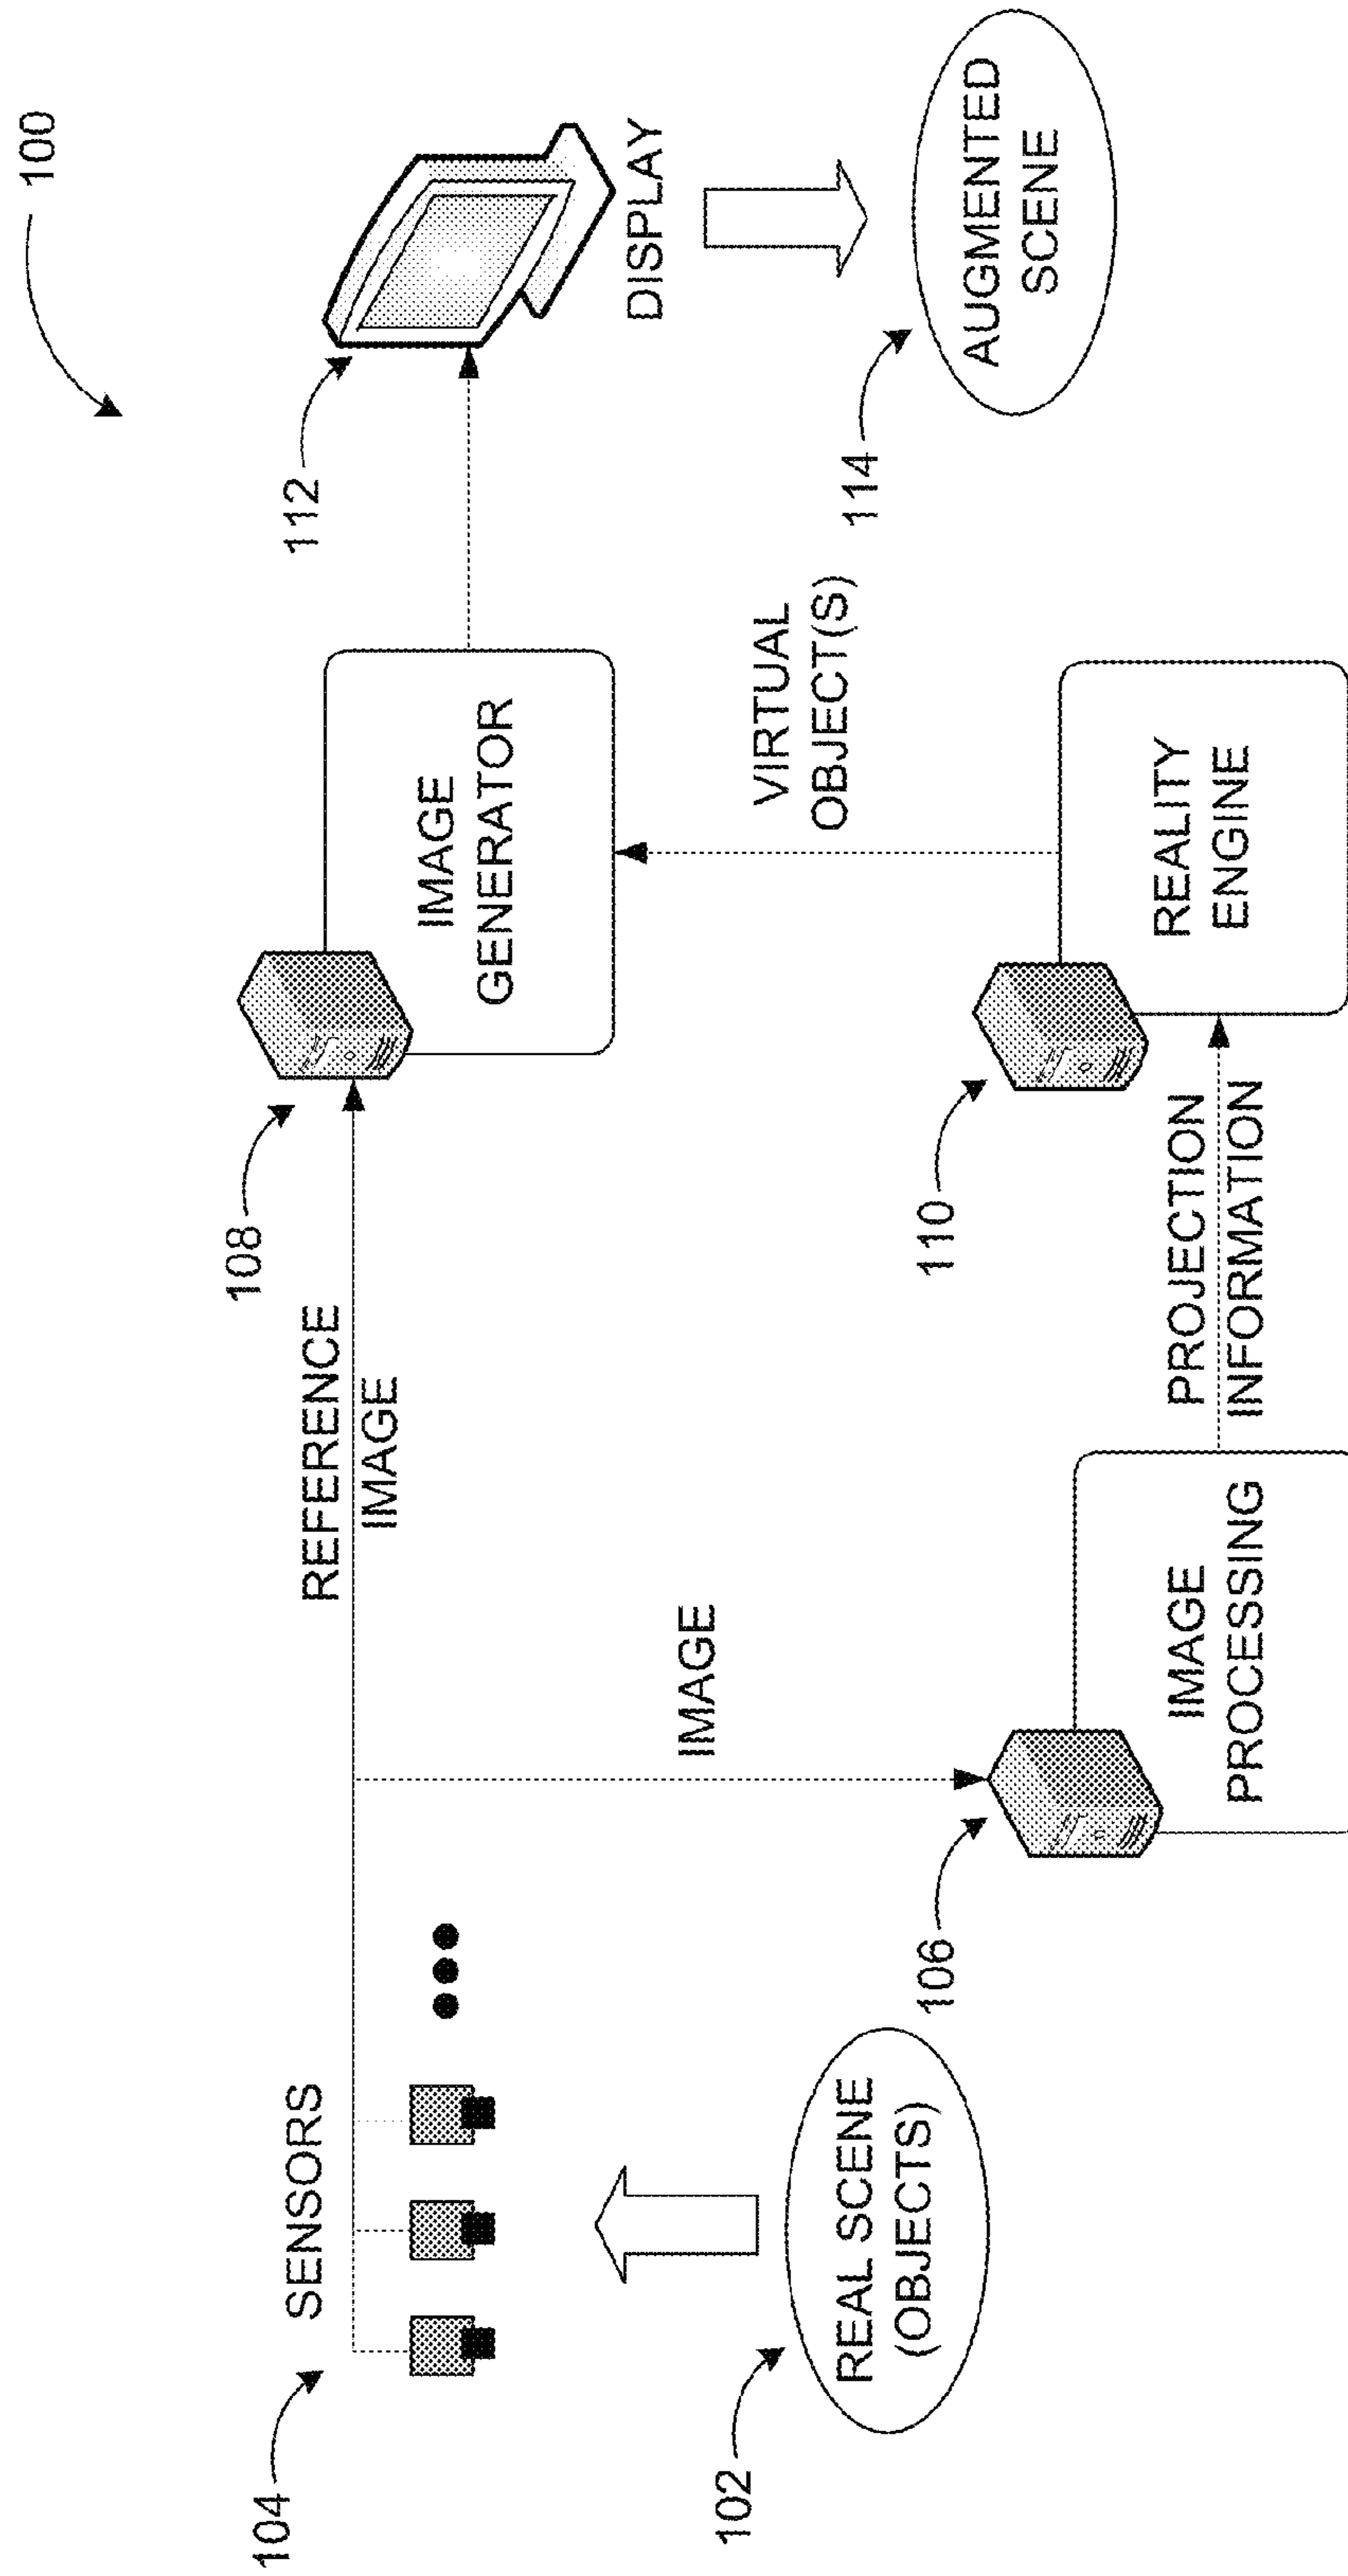 100
104
SENSORS
REFERENCE
IMAGE
108
IMAGE
GENERATOR
112
DISPLAY
102
REAL SCENE
(OBJECTS)
IMAGE
VIRTUAL
OBJECT(S)
114
AUGMENTED
SCENE
106
IMAGE
PROCESSING
PROJECTION
INFORMATION
110
REALITY
ENGINE